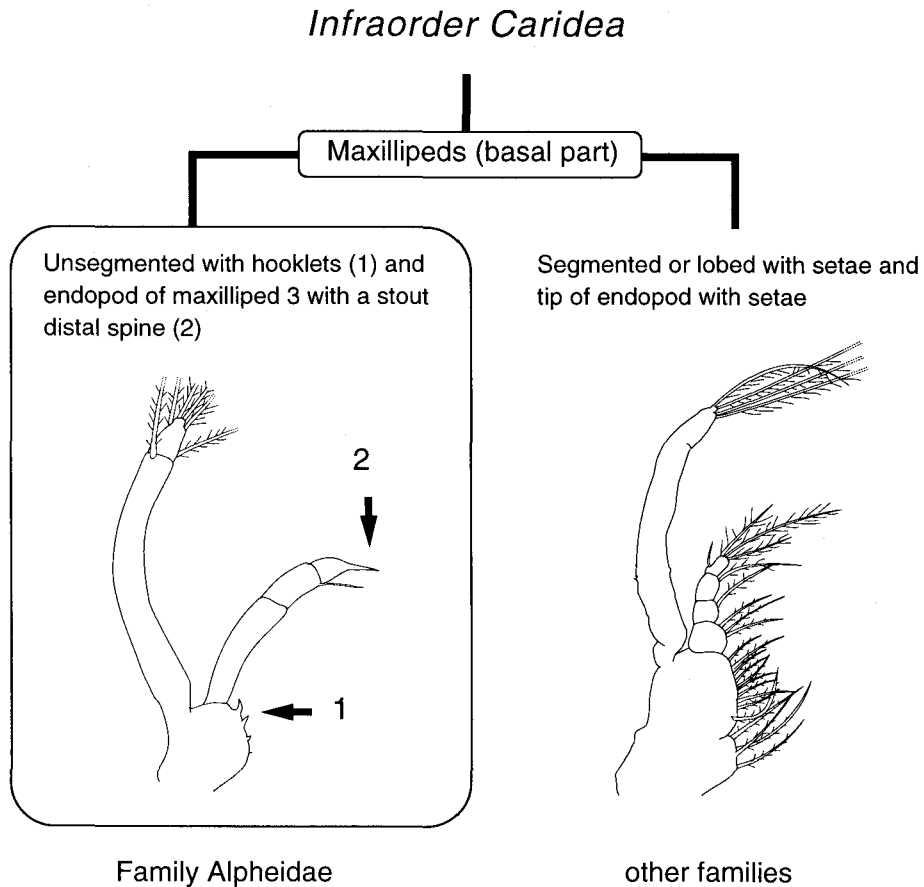 Infraorder Caridea
Maxillipeds (basal part)
Unsegmented with hooklets (1) and
endopod of maxilliped 3 with a stout
distal spine (2)
2
1
Family Alpheidae
Segmented or lobed with setae and
tip of endopod with setae
other families